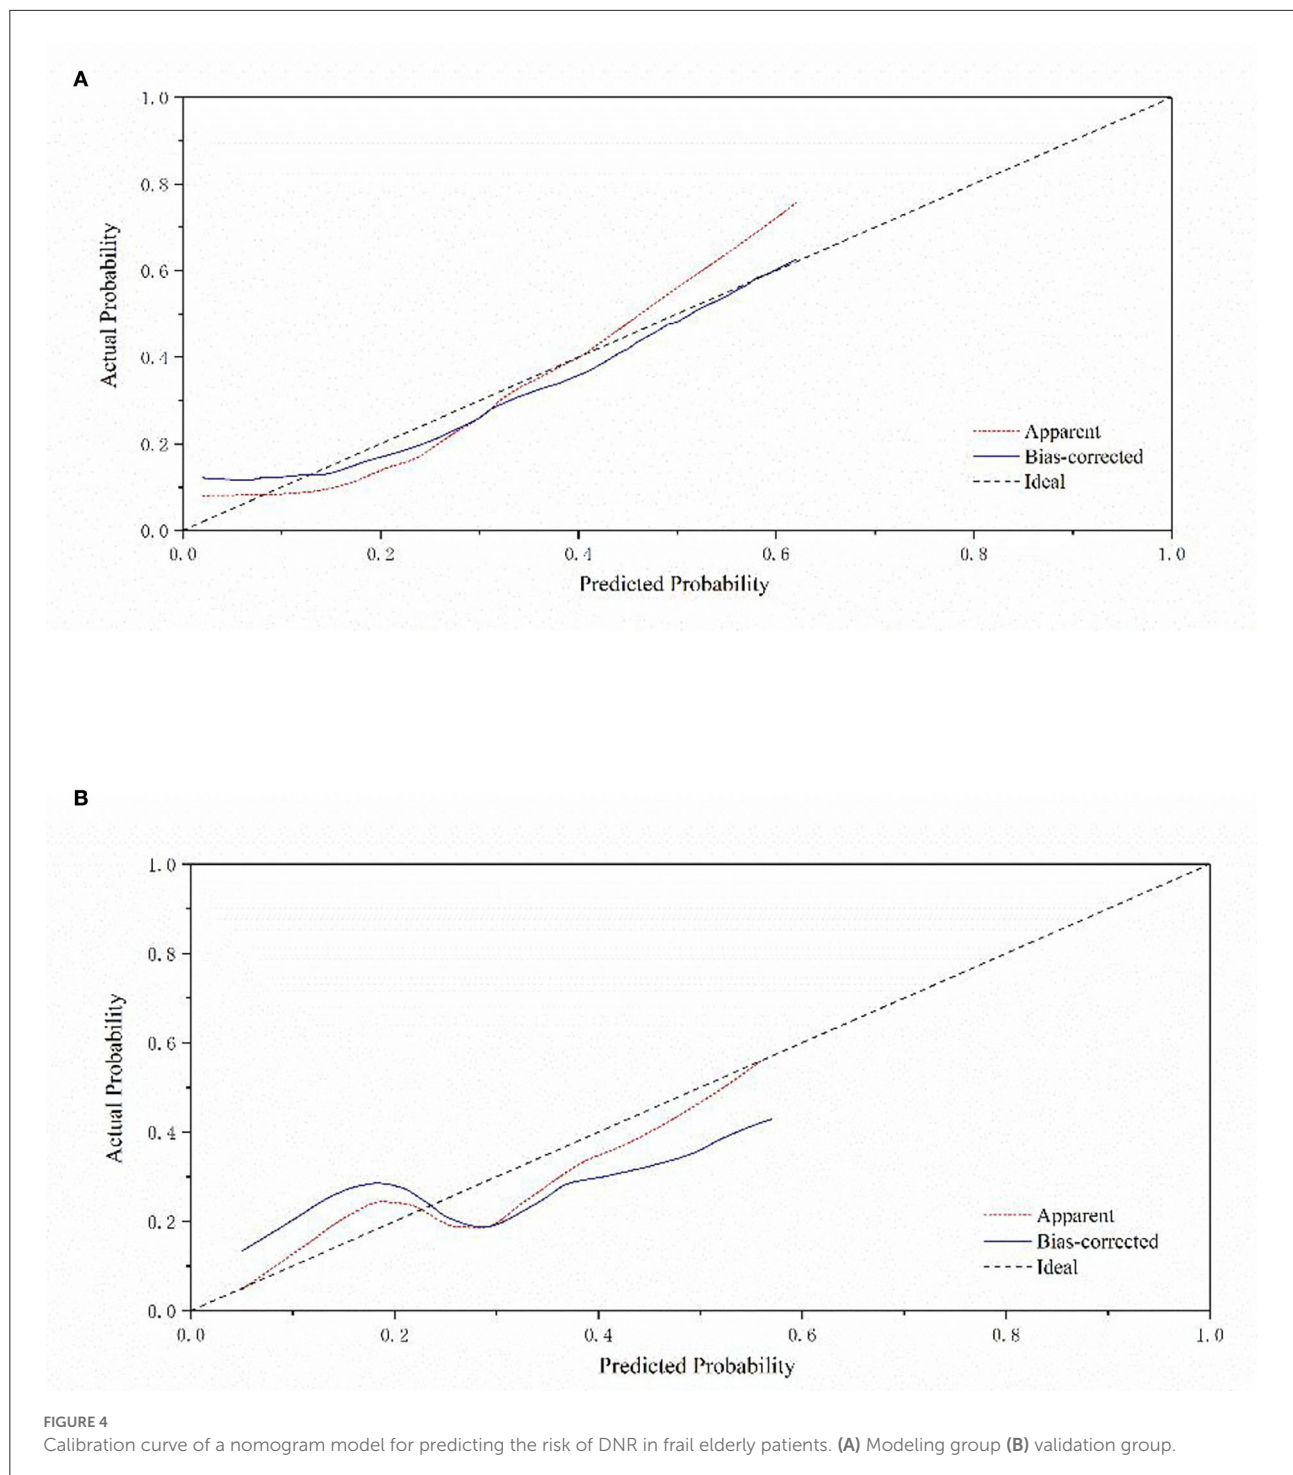 A
1.0
0.8
0.6
0.4
0.2
0.0
Actual Probability
Apparent
Bias-corrected
Ideal
0.0 0.2 0.4 0.6 0.8 1.0
Predicted Probability
B
1.0
0.8
0.6
0.4
0.2
0.0
Actual Probability
Apparent
Bias-corrected
Ideal
0.0 0.2 0.4 0.6 0.8 1.0
Predicted Probability
FIGURE 4
Calibration curve of a nomogram model for predicting the risk of DNR in frail elderly patients. (A) Modeling group (B) validation group.